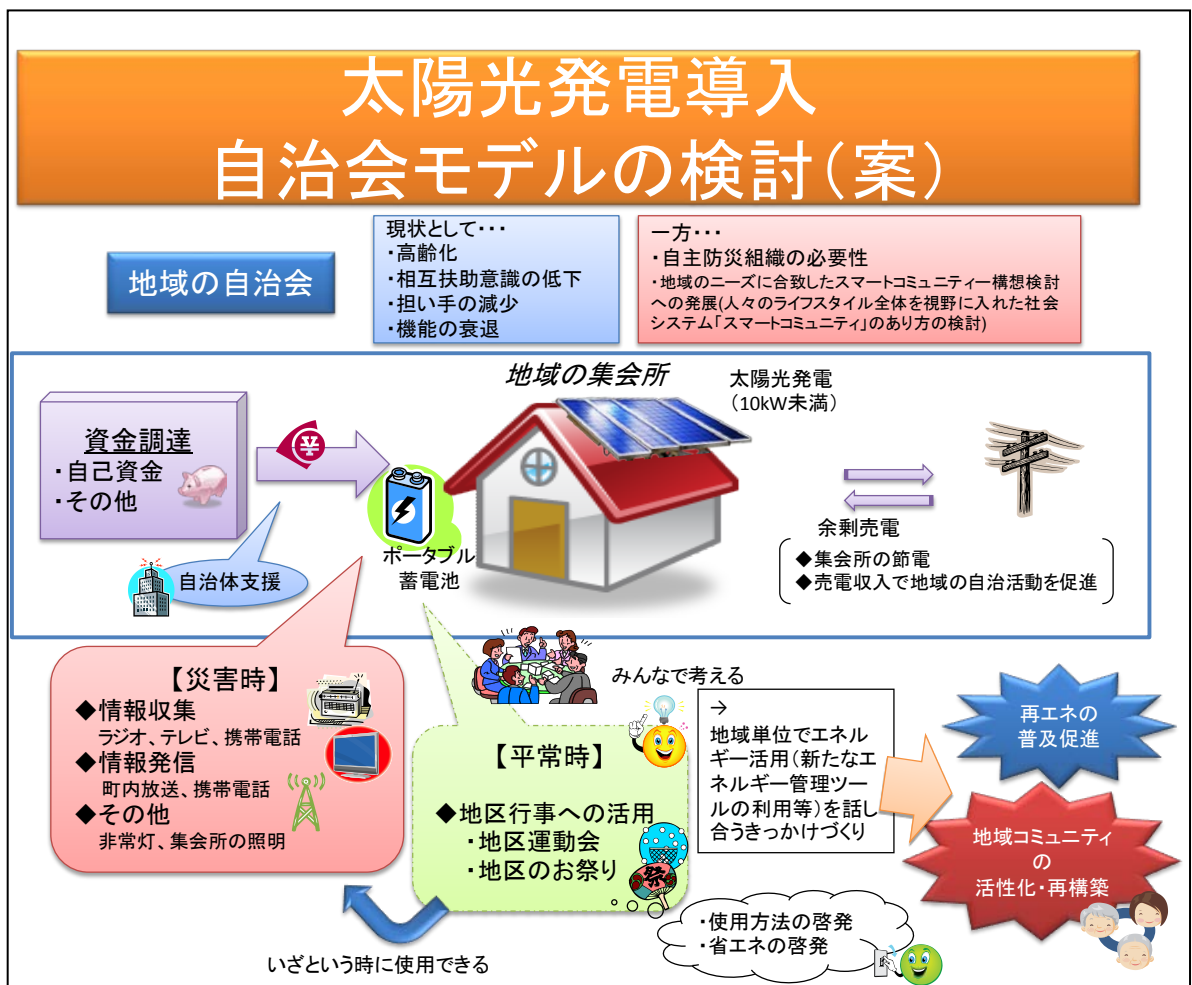 太陽光発電導入
自治会モデルの検討(案)
地域の自治会
現状として・・・
・高齢化
・相互扶助意識の低下
・担い手の減少
・機能の衰退
一方・・・
・自主防災組織の必要性
・地域のニーズに合致したスマートコミュニティー構想検討
への発展(人々のライフスタイル全体を視野に入れた社会
システム「スマートコミュニティ」のあり方の検討)
資金調達
・自己資金
・その他
¥
自治体支援
地域の集会所
太陽光発電
(10kW未満)
ポータブル
蓄電池
余剰売電
◆集会所の節電
◆売電収入で地域の自治活動を促進
【災害時】
◆情報収集
ラジオ、テレビ、携帯電話
◆情報発信
町内放送、携帯電話
◆その他
非常灯、集会所の照明
みんなで考える
【平常時】
◆地区行事への活用
・地区運動会
・地区のお祭り
祭
→
地域単位でエネル
ギー活用(新たなエ
ネルギー管理ツー
ルの利用等)を話し
合うきっかけづくり
再エネの
普及促進
地域コミュニティ
の
活性化・再構築
・使用方法の啓発
・省エネの啓発
いざという時に使用できる